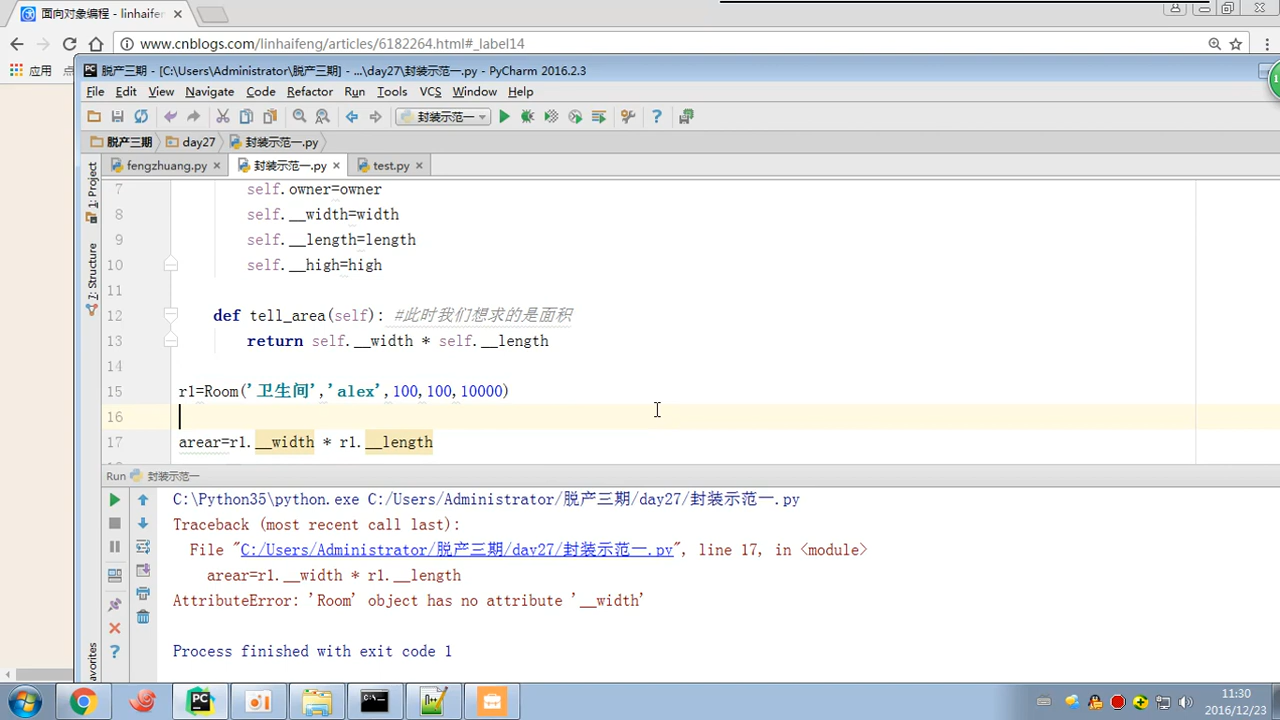 面向对象编程 - linhaifen
www.cnblogs.com/linhaifeng/articles/6182264.html#_label14
应用
脱产三期 - [C:\Users\Administrator\脱产三期] - ...\day27\封装示范一.py - PyCharm 2016.2.3
File Edit View Navigate Code Refactor Run Tools VCS Window Help
封装示范一
脱产三期 day27 封装示范一.py
fengzhuang.py 封装示范一.py test.py
1: Project
7: Structure
7 self.owner=owner
8 self.__width=width
9 self.__length=length
10 self.__high=high
11
12 def tell_area(self): #此时我们想求的是面积
13 return self.__width * self.__length
14
15 r1=Room('卫生间','alex',100,100,10000)
16
17 arear=r1.__width * r1.__length
Run 封装示范一
C:\Python35\python.exe C:/Users/Administrator/脱产三期/day27/封装示范一.py
Traceback (most recent call last):
File "C:/Users/Administrator/脱产三期/day27/封装示范一.py", line 17, in <module>
arear=r1.__width * r1.__length
AttributeError: 'Room' object has no attribute '__width'
Process finished with exit code 1
avorites
11:30
2016/12/23